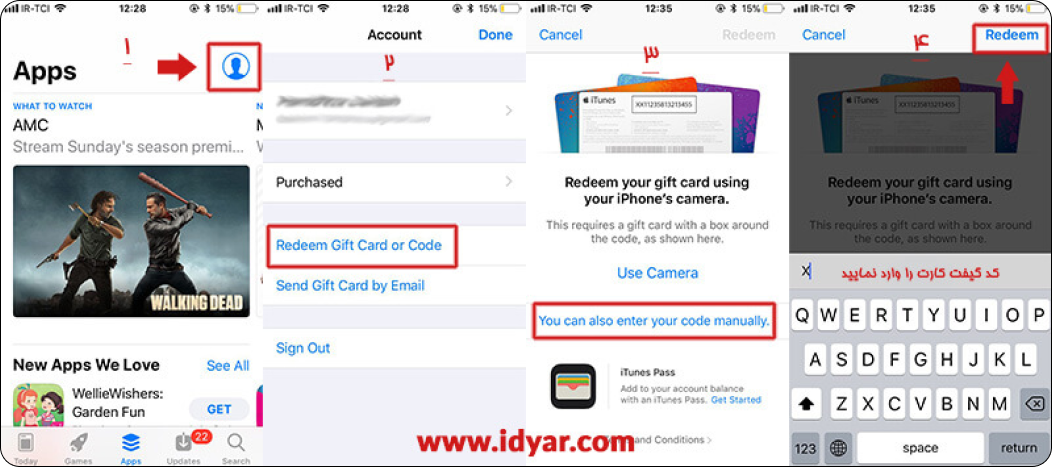 IR-TCI 12:28 15%
۱
Apps
WHAT TO WATCH
AMC
Stream Sunday's season premi...
THE
WALKING DEAD
New Apps We Love
See All
WellieWishers:
Garden Fun
GET
22
Today
Games
Apps
Updates
Search
IR-TCI 12:28 15%
Account
Done
۲
Purchased
Redeem Gift Card or Code
Send Gift Card by Email
Sign Out
12:35 15%
IR-TCI
Cancel
Redeem
۳
iTunes
XX11235813213455
Redeem your gift card using
your iPhone's camera.
This requires a gift card with a box around
the code, as shown here.
Use Camera
You can also enter your code manually.
iTunes Pass
Add to your account balance
with an iTunes Pass. Get Started
and Conditions
IR-TCI 12:35 15%
Cancel
Redeem
۴
iTunes
XX11235813213455
Redeem your gift card using
your iPhone's camera.
This requires a gift card with a box around
the code, as shown here.
X
کد گیفت کارت را وارد نمایید
Q W E R T Y U I O P
A S D F G H J K L
Z X C V B N M
123 space return
www.idyar.com